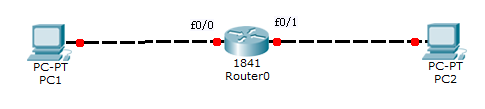 f0/0
f0/1
PC-PT
PC1
1841
Router0
PC-PT
PC2